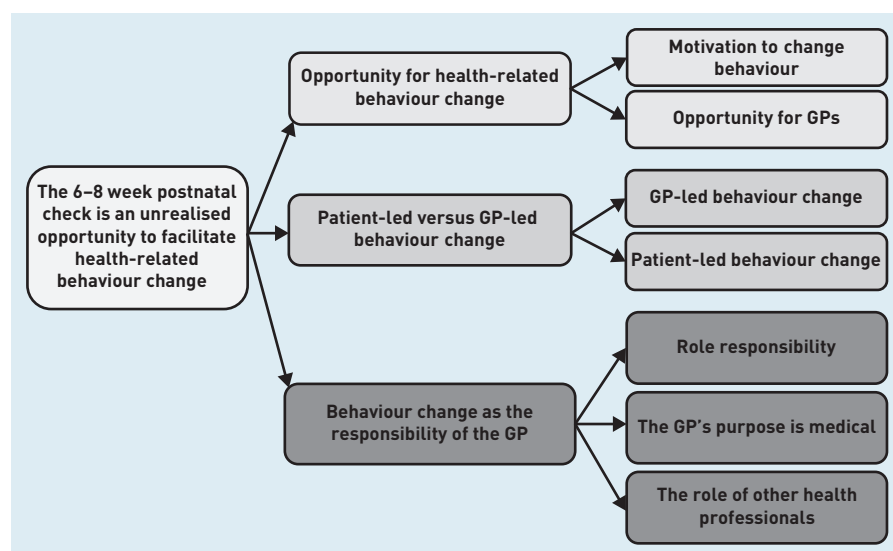 The 6–8 week postnatal
check is an unrealised
opportunity to facilitate
health-related
behaviour change
Opportunity for health-related
behaviour change
Motivation to change
behaviour
Opportunity for GPs
Patient-led versus GP-led
behaviour change
GP-led behaviour change
Patient-led behaviour change
Behaviour change as the
responsibility of the GP
Role responsibility
The GP's purpose is medical
The role of other health
professionals